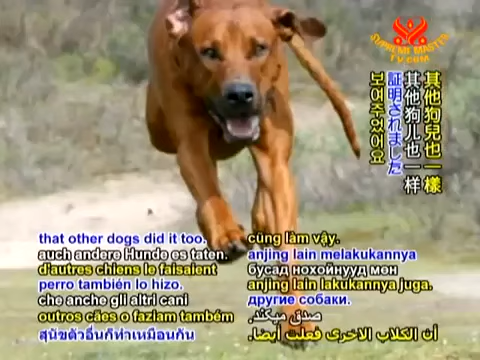 SUPREME MASTER
TV.COM
其他狗兒也一樣
其他狗儿也一样
証明されました
보여주었어요
that other dogs did it too.
auch andere Hunde es taten.
d'autres chiens le faisaient
perro también lo hizo.
che anche gli altri cani
outros cães o faziam também
สุนัขตัวอื่นก็ทำเหมือนกัน
cũng làm vậy.
anjing lain melakukannya
бусад нохойнууд мөн
anjing lain lakukannya juga.
другие собаки.
صدق میکند.
أن الكلاب الاخرى فعلت أيضا.